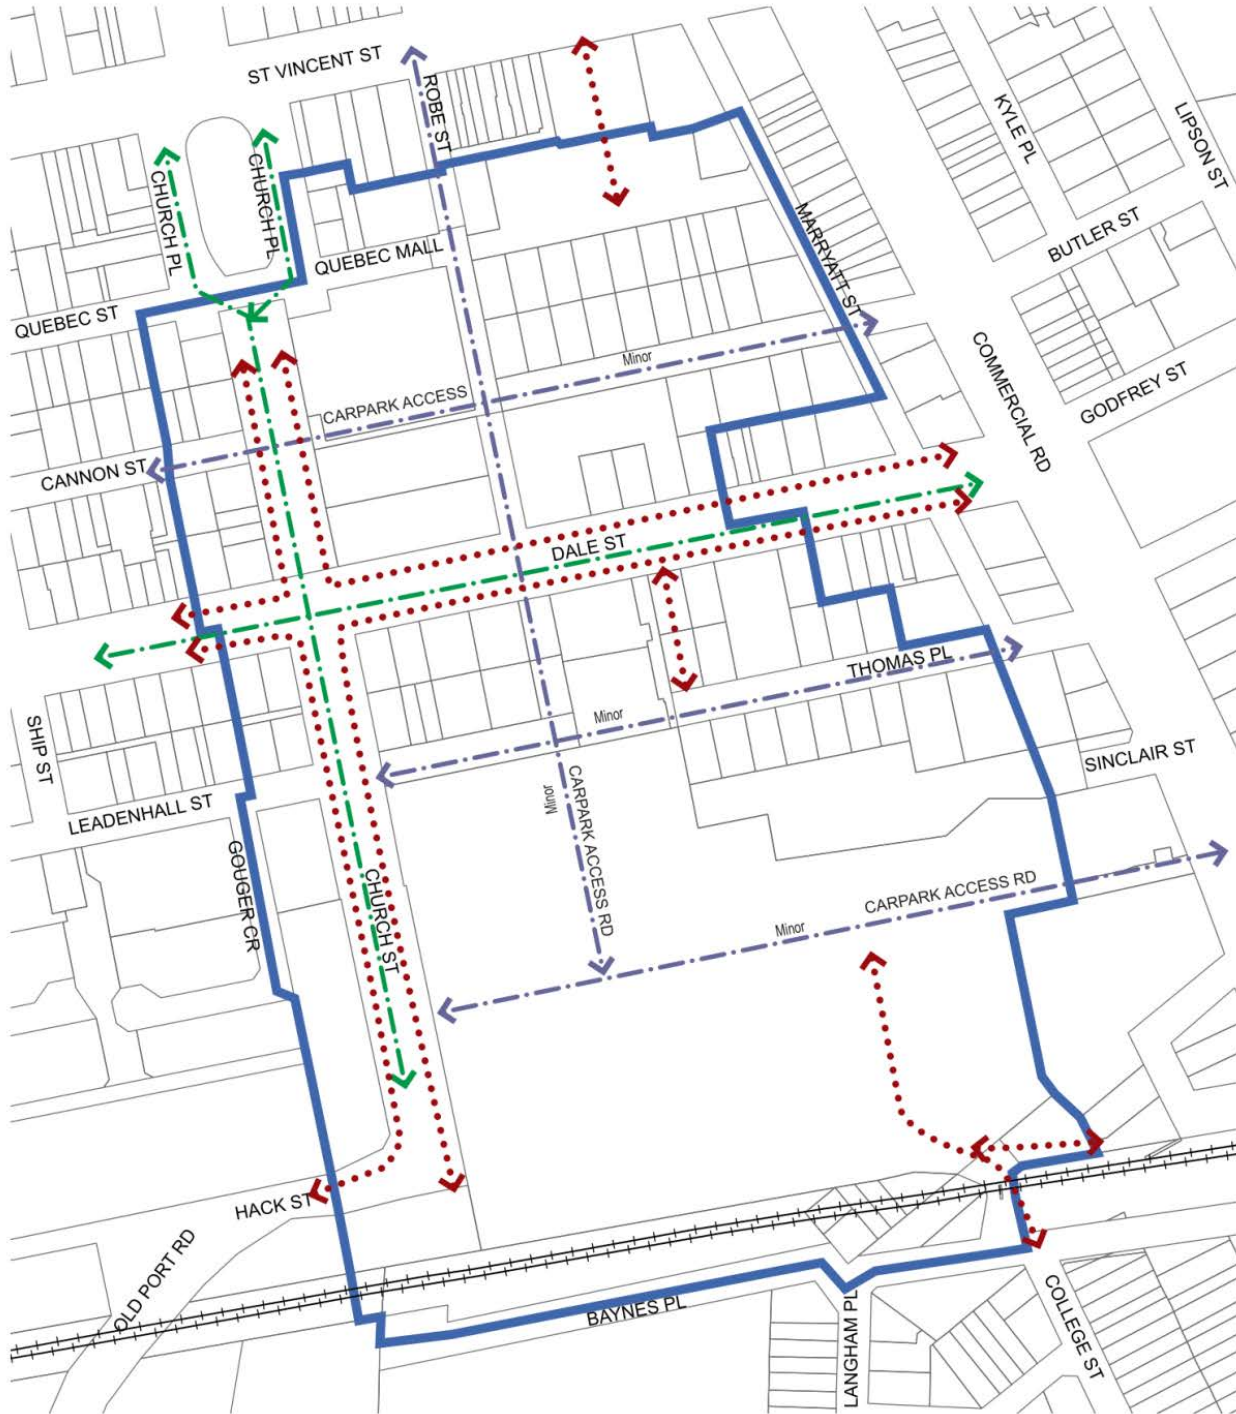 ST VINCENT ST
ROBE ST
KYLE PL
LIPSON ST
CHURCH PL
CHURCH PL
MARRYATT ST
BUTLER ST
QUEBEC MALL
QUEBEC ST
COMMERCIAL RD
Minor
GODFREY ST
CARPARK ACCESS
CANNON ST
DALE ST
THOMAS PL
SHIP ST
Minor
SINCLAIR ST
CARPARK ACCESS RD
Minor
LEADENHALL ST
GOUGER CR
CHURCH ST
CARPARK ACCESS RD
Minor
HACK ST
OLD PORT RD
BAYNES PL
LANGHAM PL
COLLEGE ST